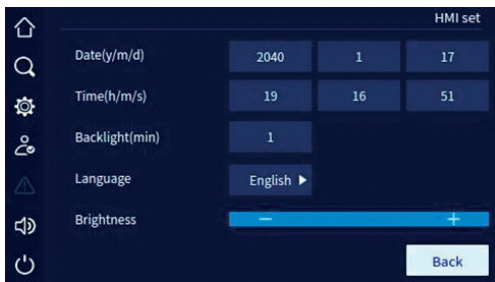 HMI set
Date(y/m/d) 2040 1 17
Time(h/m/s) 19 16 51
Backlight(min) 1
Language English ▶
Brightness − +
Back